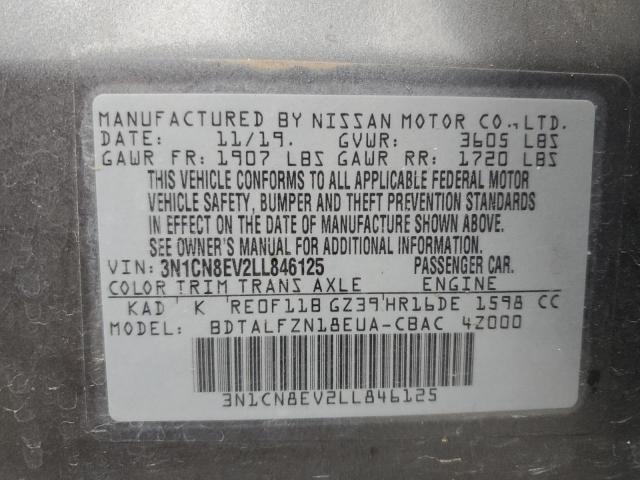 MANUFACTURED BY NISSAN MOTOR CO., LTD.
DATE: 11/19. GVWR: 3605 LBS
GAWR FR: 1907 LBS GAWR RR: 1720 LBS
THIS VEHICLE CONFORMS TO ALL APPLICABLE FEDERAL MOTOR
VEHICLE SAFETY, BUMPER AND THEFT PREVENTION STANDARDS
IN EFFECT ON THE DATE OF MANUFACTURE SHOWN ABOVE.
SEE OWNER'S MANUAL FOR ADDITIONAL INFORMATION.
VIN: 3N1CN8EV2LL846125 PASSENGER CAR.
COLOR TRIM TRANS AXLE ENGINE
KAD K RE0F11B GZ39 HR16DE 1598 CC
MODEL: BDTALFZN18EUA-CBAC 4Z000
3N1CN8EV2LL846125